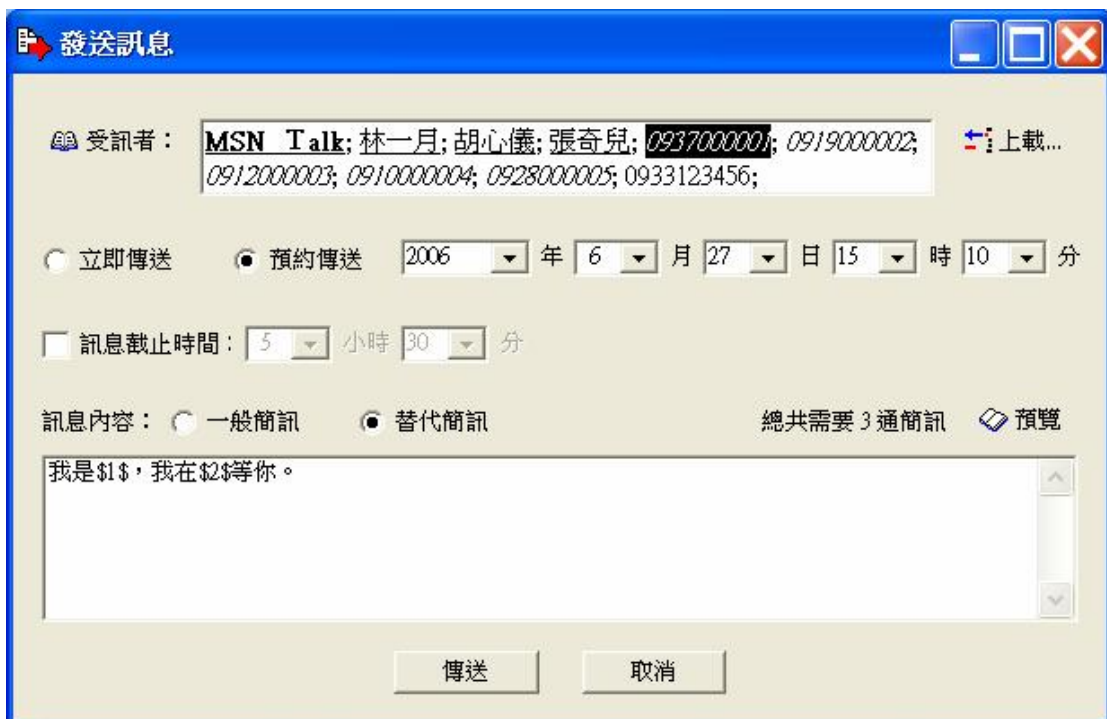 發送訊息
受訊者： MSN Talk; 林一月; 胡心儀; 張奇兒; 0937000001; 0919000002; 上載...
0912000003; 0910000004; 0928000005; 0933123456;
立即傳送 預約傳送 2006 年 6 月 27 日 15 時 10 分
訊息截止時間： 5 小時 30 分
訊息內容： 一般簡訊 替代簡訊 總共需要 3 通簡訊 預覽
我是$1$，我在$2$等你。
傳送 取消